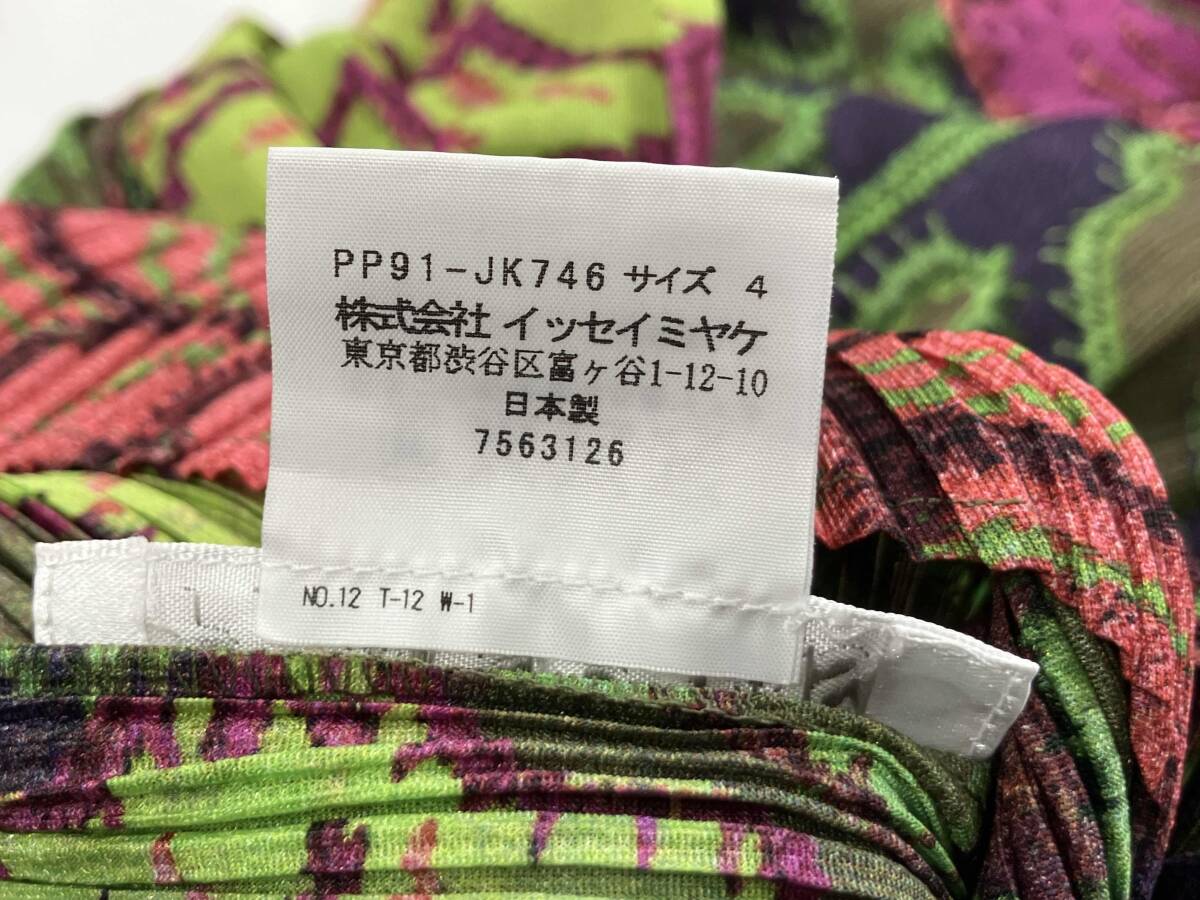 PP91-JK746 サイズ 4
株式会社 イッセイミヤケ
東京都渋谷区富ヶ谷1-12-10
日本製
7563126
NO.12 T-12 W-1